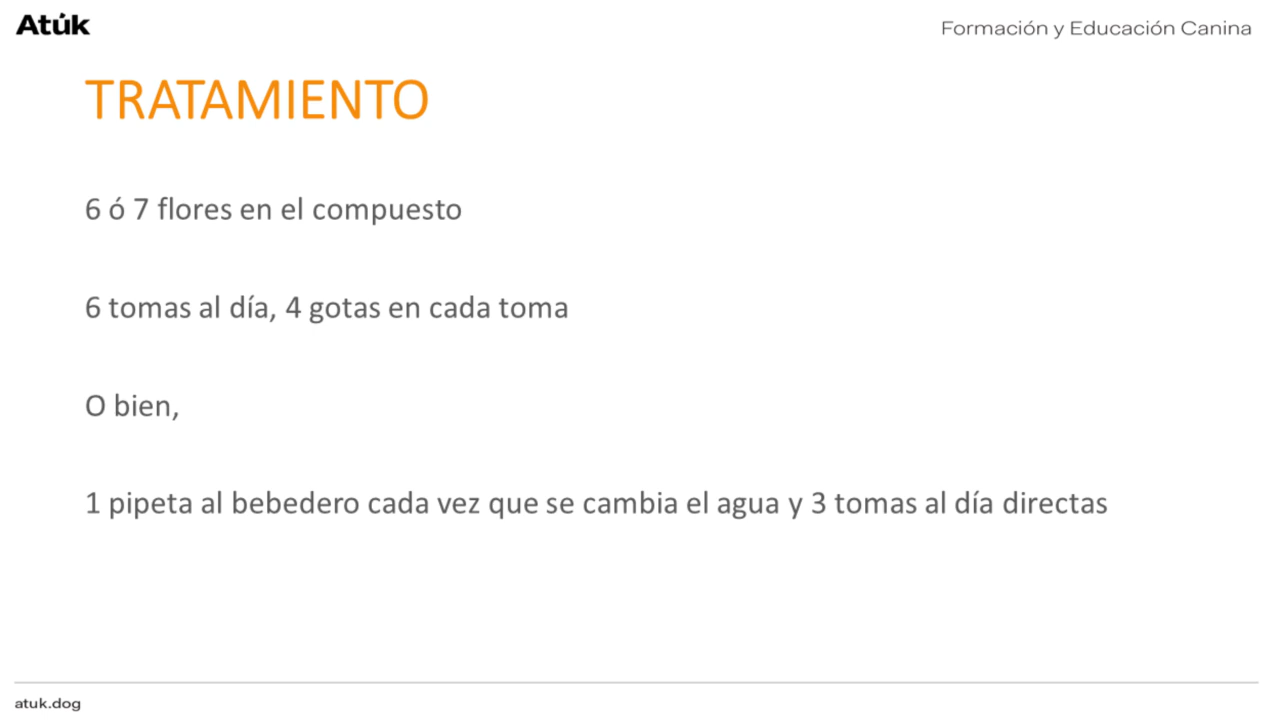 Atúk
Formación y Educación Canina
TRATAMIENTO
6 ó 7 flores en el compuesto
6 tomas al día, 4 gotas en cada toma
O bien,
1 pipeta al bebedero cada vez que se cambia el agua y 3 tomas al día directas
atuk.dog